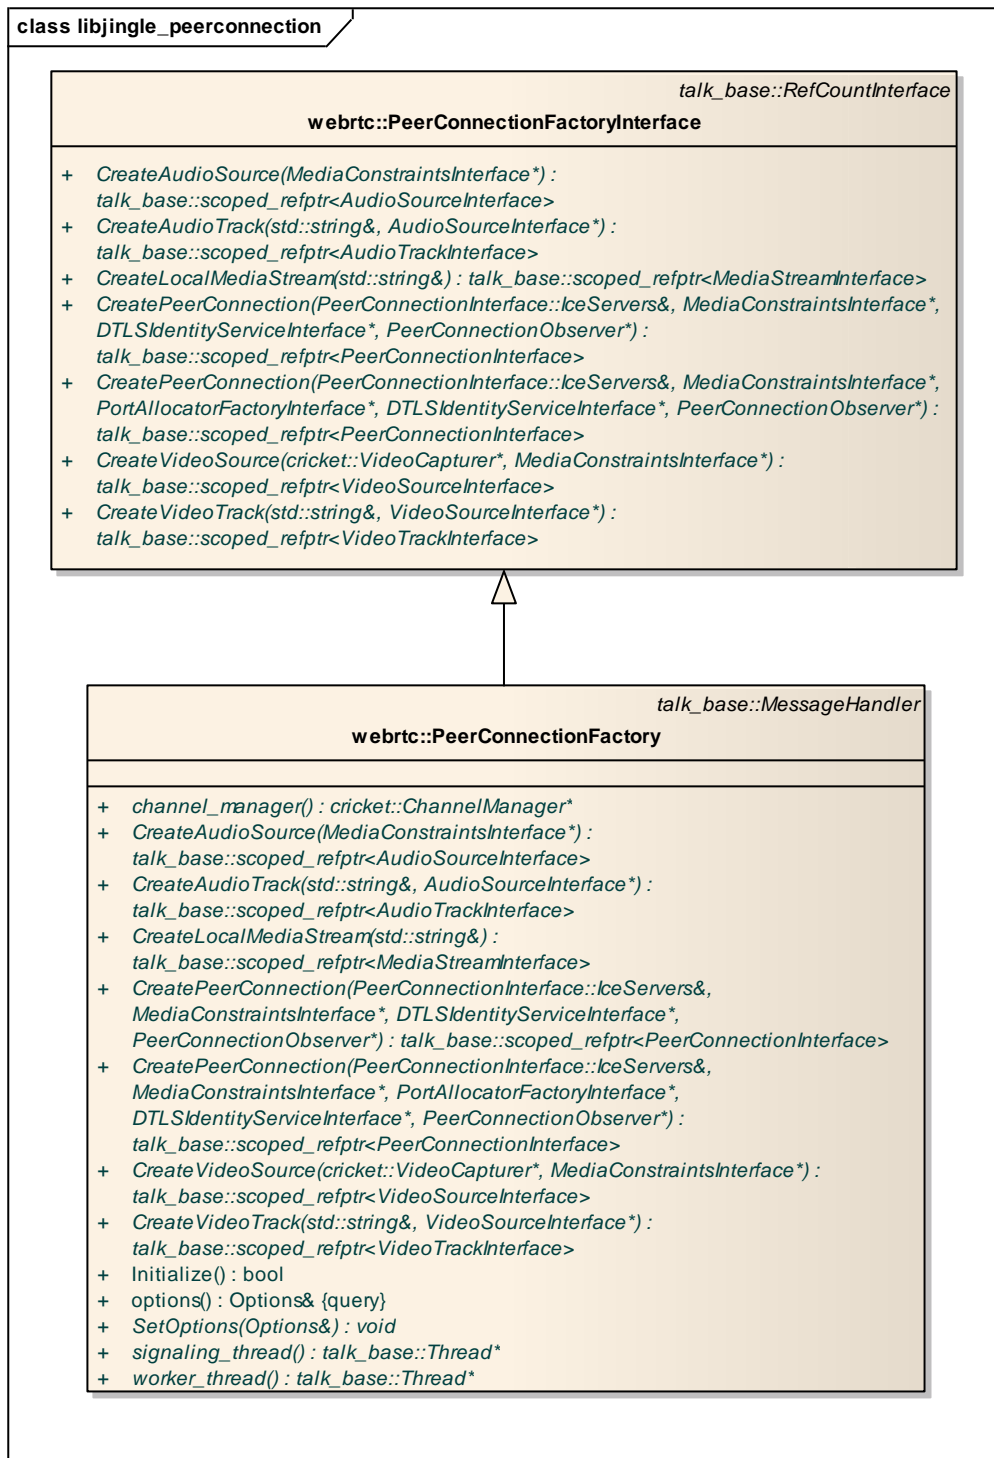 class libjingle_peerconnection
talk_base::RefCountInterface
webrtc::PeerConnectionFactoryInterface
+ CreateAudioSource(MediaConstraintsInterface*) :
talk_base::scoped_refptr<AudioSourceInterface>
+ CreateAudioTrack(std::string&, AudioSourceInterface*) :
talk_base::scoped_refptr<AudioTrackInterface>
+ CreateLocalMediaStream(std::string&) : talk_base::scoped_refptr<MediaStreamInterface>
+ CreatePeerConnection(PeerConnectionInterface::IceServers&, MediaConstraintsInterface*,
DTLSIdentityServiceInterface*, PeerConnectionObserver*) :
talk_base::scoped_refptr<PeerConnectionInterface>
+ CreatePeerConnection(PeerConnectionInterface::IceServers&, MediaConstraintsInterface*,
PortAllocatorFactoryInterface*, DTLSIdentityServiceInterface*, PeerConnectionObserver*) :
talk_base::scoped_refptr<PeerConnectionInterface>
+ CreateVideoSource(cricket::VideoCapturer*, MediaConstraintsInterface*) :
talk_base::scoped_refptr<VideoSourceInterface>
+ CreateVideoTrack(std::string&, VideoSourceInterface*) :
talk_base::scoped_refptr<VideoTrackInterface>
talk_base::MessageHandler
webrtc::PeerConnectionFactory
+ channel_manager() : cricket::ChannelManager*
+ CreateAudioSource(MediaConstraintsInterface*) :
talk_base::scoped_refptr<AudioSourceInterface>
+ CreateAudioTrack(std::string&, AudioSourceInterface*) :
talk_base::scoped_refptr<AudioTrackInterface>
+ CreateLocalMediaStream(std::string&) :
talk_base::scoped_refptr<MediaStreamInterface>
+ CreatePeerConnection(PeerConnectionInterface::IceServers&,
MediaConstraintsInterface*, DTLSIdentityServiceInterface*,
PeerConnectionObserver*) : talk_base::scoped_refptr<PeerConnectionInterface>
+ CreatePeerConnection(PeerConnectionInterface::IceServers&,
MediaConstraintsInterface*, PortAllocatorFactoryInterface*,
DTLSIdentityServiceInterface*, PeerConnectionObserver*) :
talk_base::scoped_refptr<PeerConnectionInterface>
+ CreateVideoSource(cricket::VideoCapturer*, MediaConstraintsInterface*) :
talk_base::scoped_refptr<VideoSourceInterface>
+ CreateVideoTrack(std::string&, VideoSourceInterface*) :
talk_base::scoped_refptr<VideoTrackInterface>
+ Initialize() : bool
+ options() : Options& {query}
+ SetOptions(Options&) : void
+ signaling_thread() : talk_base::Thread*
+ worker_thread() : talk_base::Thread*